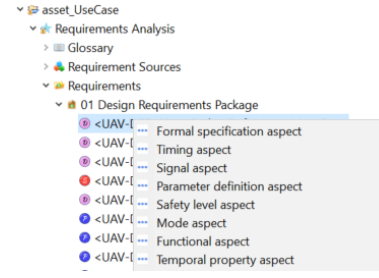 asset_UseCase
Requirements Analysis
Glossary
Requirement Sources
Requirements
01 Design Requirements Package
<UAV-
Formal specification aspect
<UAV-
Timing aspect
<UAV-
Signal aspect
<UAV-
Parameter definition aspect
<UAV-
Safety level aspect
<UAV-
Mode aspect
<UAV-
Functional aspect
<UAV-
Temporal property aspect